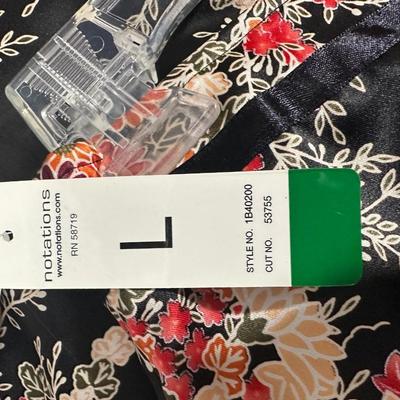 notations
www.notations.com
RN 58719
L
STYLE NO. 1B40200
CUT NO. 53755